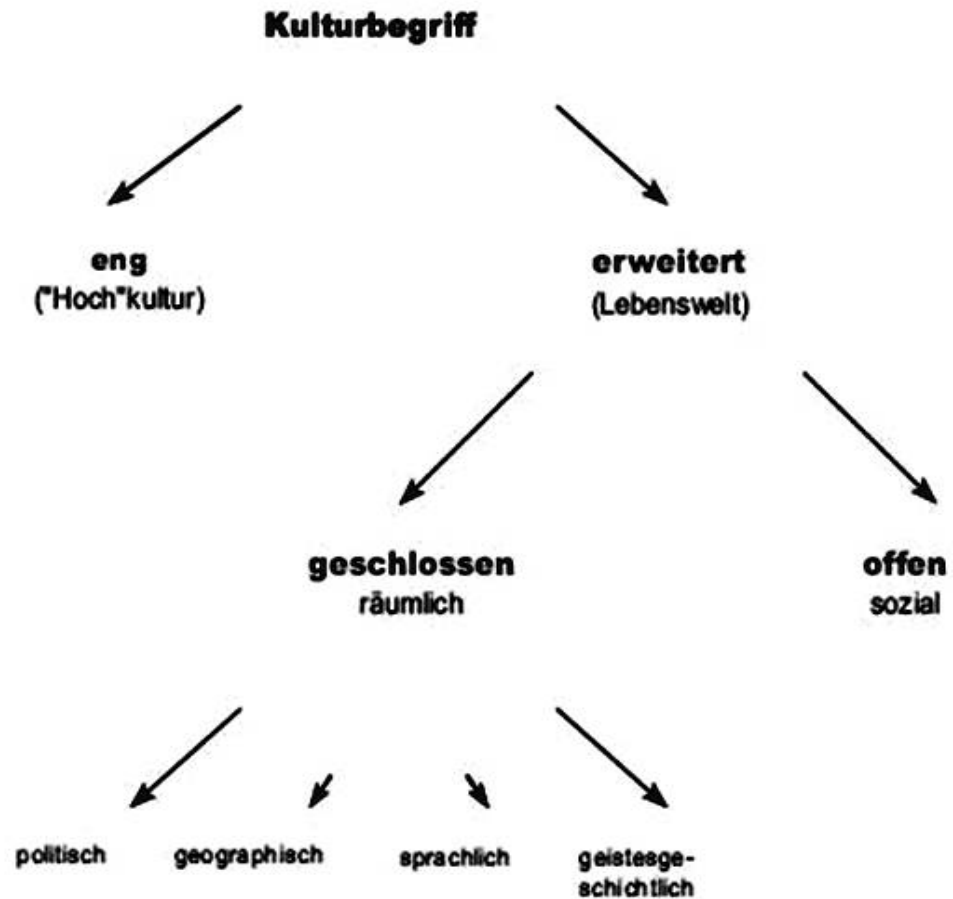 Kulturbegriff
eng
("Hoch"kultur)
erweitert
(Lebenswelt)
geschlossen
räumlich
offen
sozial
politisch
geographisch
sprachlich
geistesge-
schichtlich